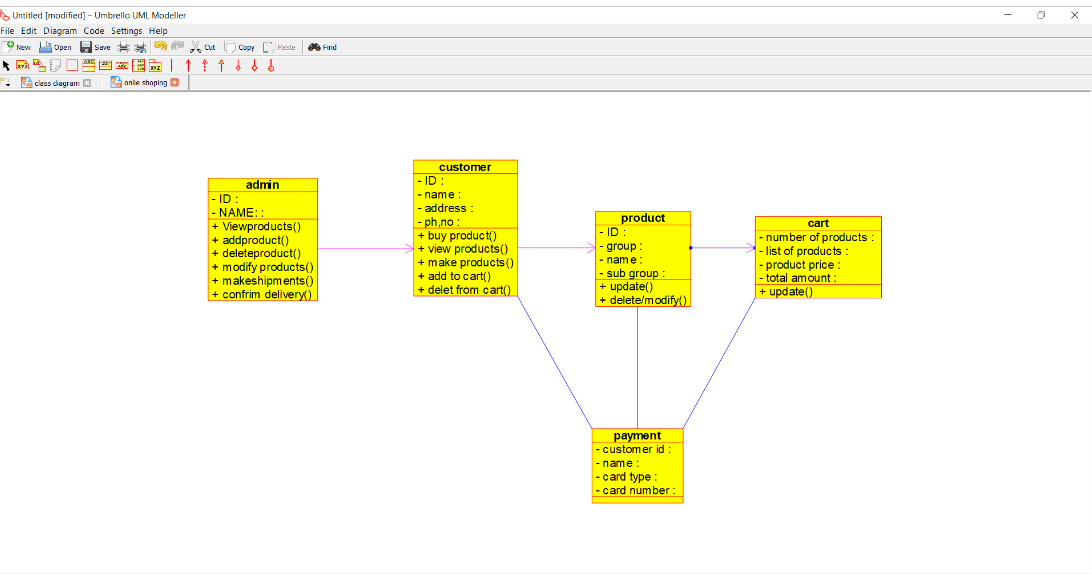 Untitled [modified] – Umbrello UML Modeller
File Edit Diagram Code Settings Help
New Open Save Cut Copy Paste Find
class diagram onlie shoping
admin
- ID :
- NAME: :
+ Viewproducts()
+ addproduct()
+ deleteproduct()
+ modify products()
+ makeshipments()
+ confrim delivery()
customer
- ID :
- name :
- address :
- ph,no :
+ buy product()
+ view products()
+ make products()
+ add to cart()
+ delet from cart()
product
- ID :
- group :
- name :
- sub group :
+ update()
+ delete/modify()
cart
- number of products :
- list of products :
- product price :
- total amount :
+ update()
payment
- customer id :
- name :
- card type :
- card number :